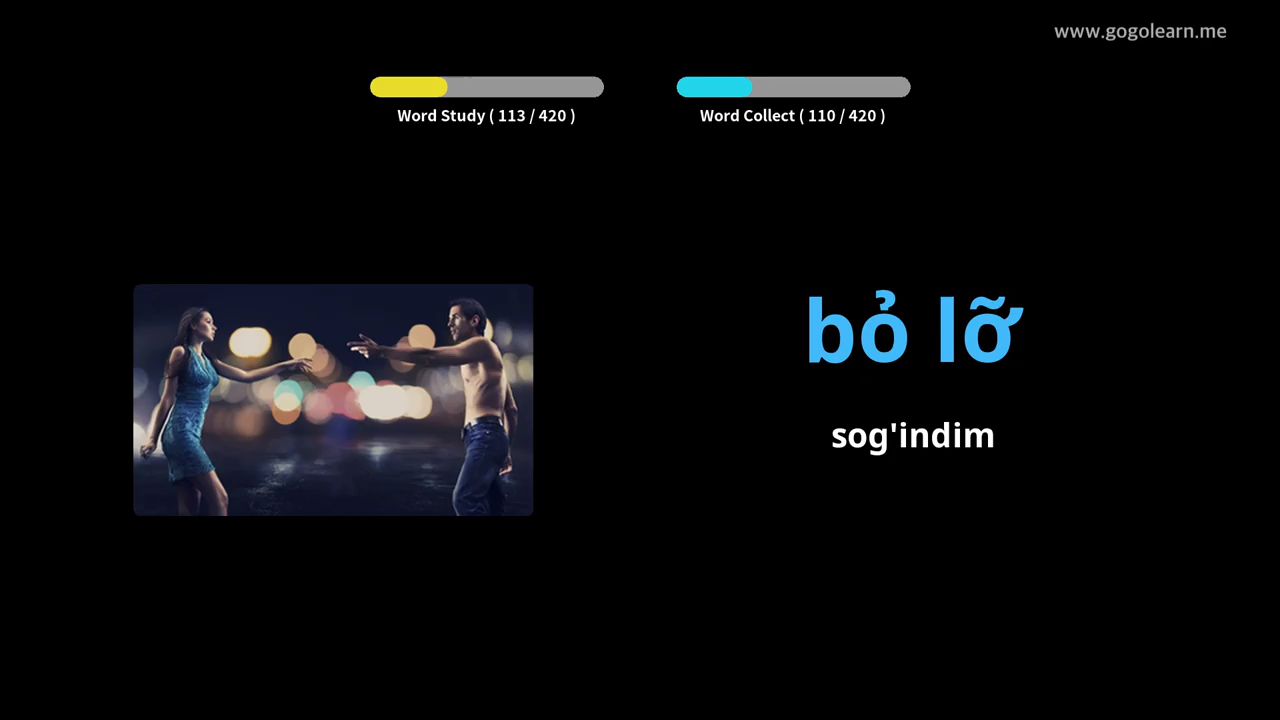 www.gogolearn.me
Word Study ( 113 / 420 )
Word Collect ( 110 / 420 )
bỏ lỡ
sog'indim